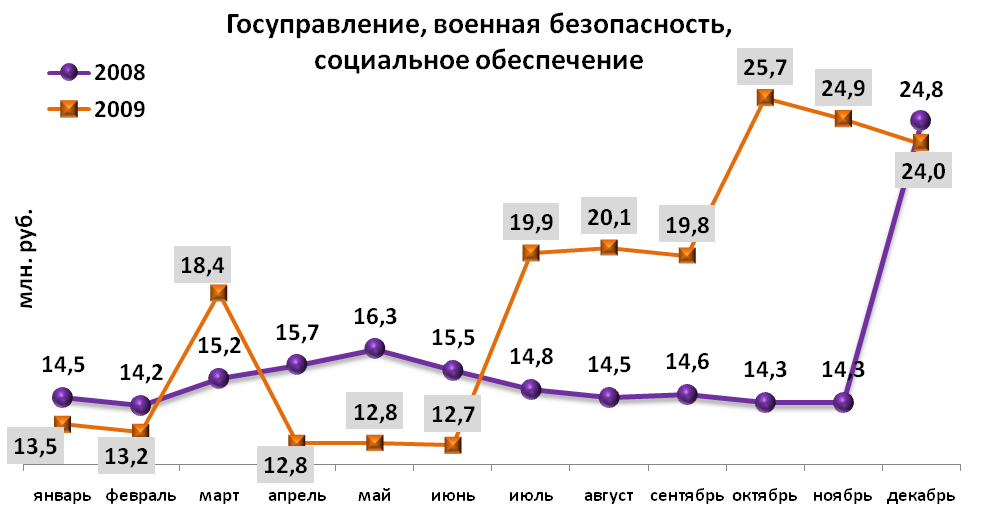 Госуправление, военная безопасность,
социальное обеспечение
2008
2009
млн. руб.
14,5 14,2 15,2 15,7 16,3 15,5 14,8 14,5 14,6 14,3 14,3 24,8
13,5 13,2 18,4 12,8 12,8 12,7 19,9 20,1 19,8 25,7 24,9 24,0
январь февраль март апрель май июнь июль август сентябрь октябрь ноябрь декабрь